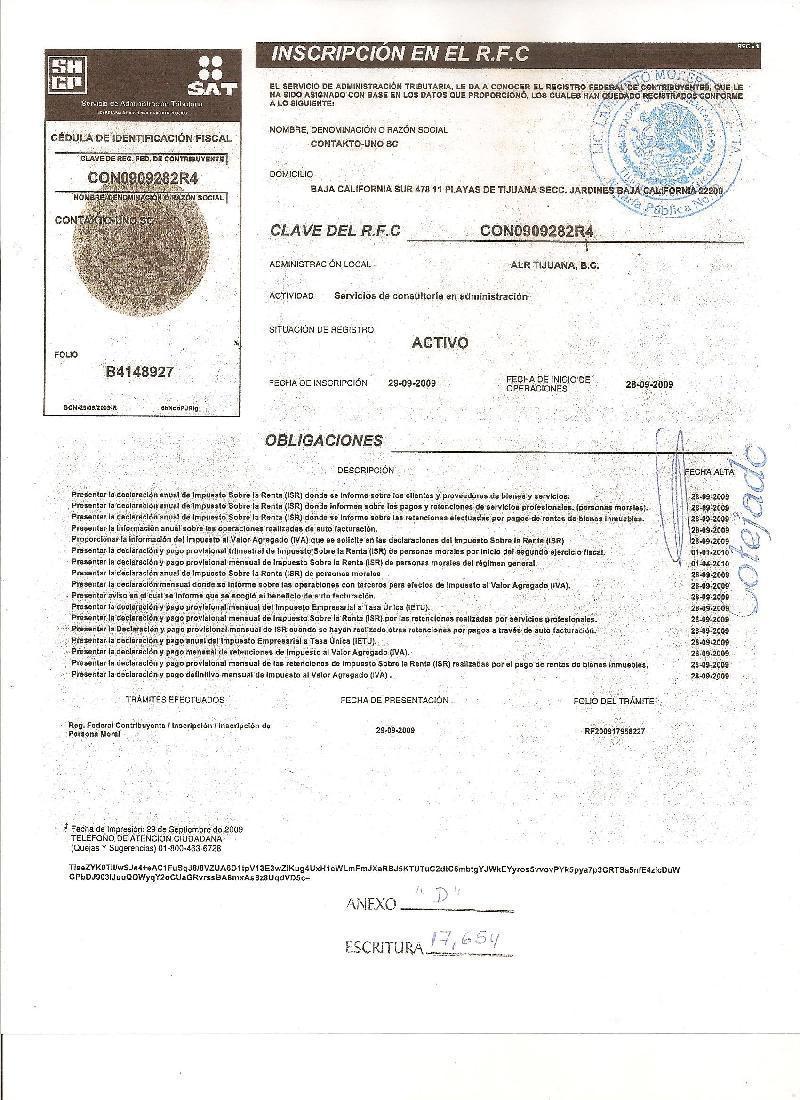 SHCP
SAT
Servicio de Administración Tributaria
CÉDULA DE IDENTIFICACIÓN FISCAL
CLAVE DE REG. FED. DE CONTRIBUYENTE
CON0909282R4
NOMBRE, DENOMINACIÓN O RAZÓN SOCIAL
CONTAKTO-UNO SC
FOLIO
B4148927
INSCRIPCIÓN EN EL R.F.C
EL SERVICIO DE ADMINISTRACIÓN TRIBUTARIA, LE DA A CONOCER EL REGISTRO FEDERAL DE CONTRIBUYENTES, QUE LE
HA SIDO ASIGNADO CON BASE EN LOS DATOS QUE PROPORCIONÓ, LOS CUALES HAN QUEDADO REGISTRADOS CONFORME
A LO SIGUIENTE:
NOMBRE, DENOMINACIÓN O RAZÓN SOCIAL
CONTAKTO-UNO SC
DOMICILIO
BAJA CALIFORNIA SUR 478 11 PLAYAS DE TIJUANA SECC. JARDINES BAJA CALIFORNIA 22200
CLAVE DEL R.F.C CON0909282R4
ADMINISTRACIÓN LOCAL ALR TIJUANA, B.C.
ACTIVIDAD Servicios de consultoría en administración
SITUACIÓN DE REGISTRO
ACTIVO
FECHA DE INSCRIPCIÓN 29-09-2009 FECHA DE INICIO DE OPERACIONES 28-09-2009
OBLIGACIONES
DESCRIPCIÓN FECHA ALTA
Presentar la declaración anual de Impuesto Sobre la Renta (ISR) donde se informe sobre los clientes y proveedores de bienes y servicios. 28-09-2009
Presentar la declaración anual de Impuesto Sobre la Renta (ISR) donde informen sobre los pagos y retenciones de servicios profesionales. (personas morales). 28-09-2009
Presentar la declaración anual de Impuesto Sobre la Renta (ISR) donde se informe sobre las retenciones efectuadas por pagos de rentas de bienes inmuebles. 28-09-2009
Presentar la información anual sobre las operaciones realizadas de auto facturación. 28-09-2009
Proporcionar la información del Impuesto al Valor Agregado (IVA) que se solicite en las declaraciones del Impuesto Sobre la Renta (ISR) 28-09-2009
Presentar la declaración y pago provisional trimestral de Impuesto Sobre la Renta (ISR) de personas morales por inicio del segundo ejercicio fiscal. 01-01-2010
Presentar la declaración y pago provisional mensual de Impuesto Sobre la Renta (ISR) de personas morales del régimen general. 01-04-2010
Presentar la declaración anual de Impuesto Sobre la Renta (ISR) de personas morales 28-09-2009
Presentar la declaración mensual donde se informe sobre las operaciones con terceros para efectos de Impuesto al Valor Agregado (IVA). 28-09-2009
Presentar aviso en el cual se informe que se acogió al beneficio de auto facturación. 28-09-2009
Presentar la declaración y pago provisional mensual del Impuesto Empresarial a Tasa Única (IETU). 28-09-2009
Presentar la declaración y pago provisional mensual de Impuesto Sobre la Renta (ISR) por las retenciones realizadas por servicios profesionales. 28-09-2009
Presentar la Declaración y pago provisional mensual de ISR cuando se hayan realizado otras retenciones por pagos a través de auto facturación. 28-09-2009
Presentar la declaración y pago anual del Impuesto Empresarial a Tasa Única (IETU). 28-09-2009
Presentar la declaración y pago mensual de retenciones de Impuesto al Valor Agregado (IVA). 28-09-2009
Presentar la declaración y pago provisional mensual de las retenciones de Impuesto Sobre la Renta (ISR) realizadas por el pago de rentas de bienes inmuebles. 28-09-2009
Presentar la declaración y pago definitivo mensual de Impuesto al Valor Agregado (IVA) . 28-09-2009
Cotejado
TRÁMITES EFECTUADOS FECHA DE PRESENTACIÓN FOLIO DEL TRÁMITE
Reg. Federal Contribuyente / Inscripción / Inscripción de
Persona Moral 29-09-2009 RF200917958227
Fecha de Impresión: 29 de Septiembre de 2009
TELÉFONO DE ATENCIÓN CIUDADANA
(Quejas Y Sugerencias) 01-800-463-6728
ANEXO "D"
ESCRITURA 17,654